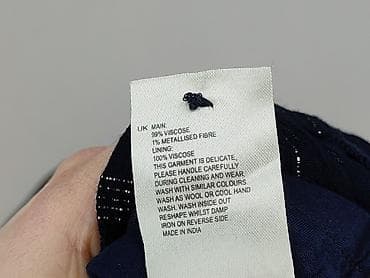 UK MAIN:
99% VISCOSE
1% METALLISED FIBRE
LINING:
100% VISCOSE
THIS GARMENT IS DELICATE,
PLEASE HANDLE CAREFULLY
DURING CLEANING AND WEAR.
WASH WITH SIMILAR COLOURS
WASH AS WOOL OR COOL HAND
WASH. WASH INSIDE OUT
RESHAPE WHILST DAMP
IRON ON REVERSE SIDE
MADE IN INDIA